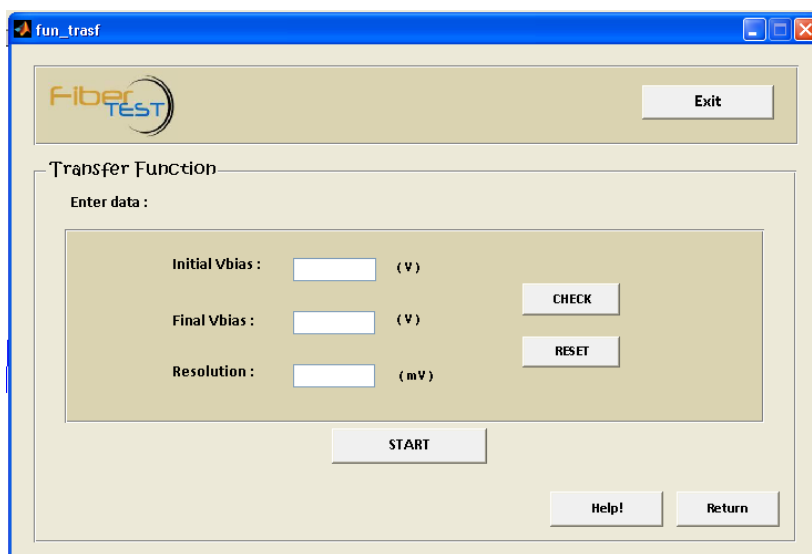 fun_trasf
Fiber
TEST
Exit
Transfer Function
Enter data :
Initial Vbias :
(V)
CHECK
Final Vbias :
(V)
RESET
Resolution :
(mV)
START
Help!
Return